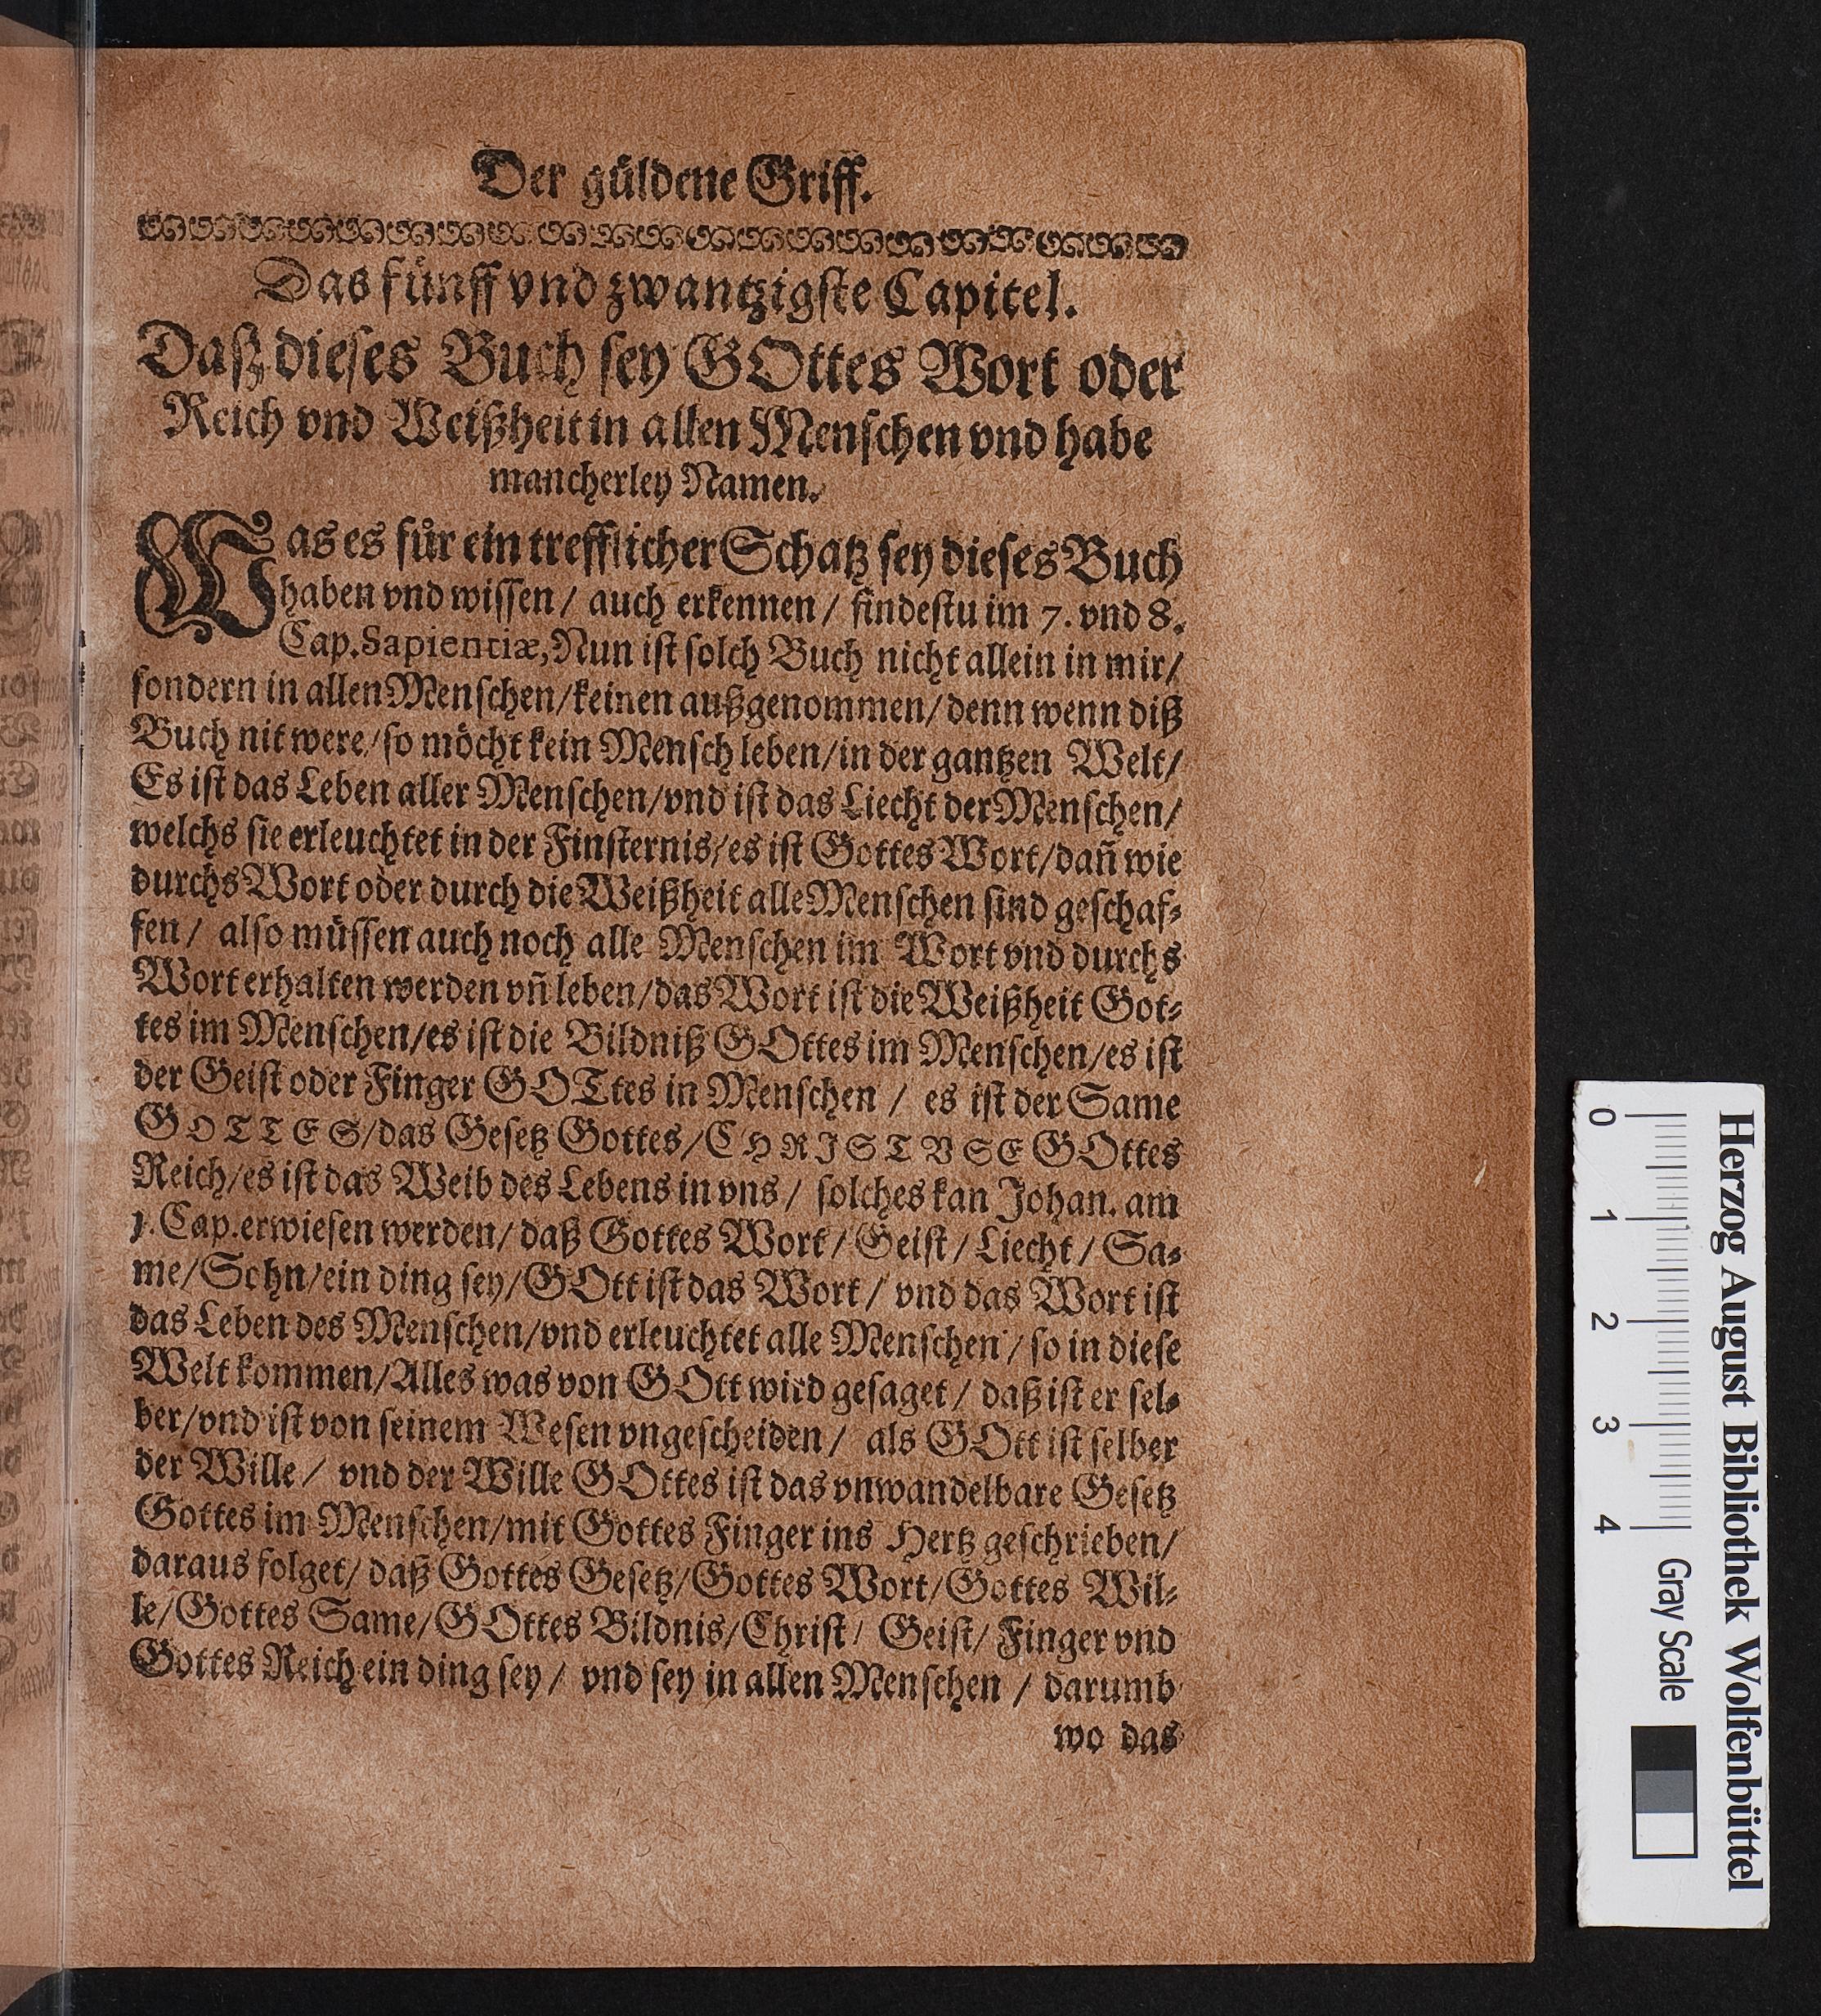 Der güldene Griff.
Das fünff vnd zwantzigste Capitel.
Daß dieses Buch sey GOttes Wort oder
Reich vnd Weißheit in allen Menschen vnd habe
mancherley Namen.
Was es für ein trefflicher Schatz sey dieses Buch
haben vnd wissen / auch erkennen / findestu im 7. vnd 8.
Cap. Sapientiæ, Nun ist solch Buch nicht allein in mir/
sondern in allen Menschen/keinen außgenommen/denn wenn diß
Buch nit were/so möcht kein Mensch leben/in der gantzen Welt/
Es ist das Leben aller Menschen/vnd ist das Liecht der Menschen/
welchs sie erleuchtet in der Finsternis/es ist Gottes Wort/dañ wie
durchs Wort oder durch die Weißheit alle Menschen sind geschaf-
fen / also müssen auch noch alle Menschen im Wort vnd durchs
Wort erhalten werden vñ leben/das Wort ist die Weißheit Got-
tes im Menschen/es ist die Bildniß GOttes im Menschen/es ist
der Geist oder Finger GOTtes in Menschen / es ist der Same
GOTTES/das Gesetz Gottes/CHRISTVSE GOttes
Reich/es ist das Weib des Lebens in vns / solches kan Johan. am
1. Cap. erwiesen werden/ daß Gottes Wort/ Geist/ Liecht/ Sa-
me/Sohn/ein ding sey/GOtt ist das Wort/ vnd das Wort ist
das Leben des Menschen/vnd erleuchtet alle Menschen / so in diese
Welt kommen/Alles was von GOtt wird gesaget / daß ist er sel-
ber/vnd ist von seinem Wesen vngescheiden / als GOtt ist selber
der Wille / vnd der Wille GOttes ist das vnwandelbare Gesetz
Gottes im Menschen/mit Gottes Finger ins Hertz geschrieben/
daraus folget/ daß Gottes Gesetz/Gottes Wort/Gottes Wil-
le/Gottes Same/GOttes Bildnis/Christ/ Geist/ Finger vnd
Gottes Reich ein ding sey / vnd sey in allen Menschen / darumb
wo das
Herzog August Bibliothek Wolfenbüttel
0 1 2 3 4 Gray Scale